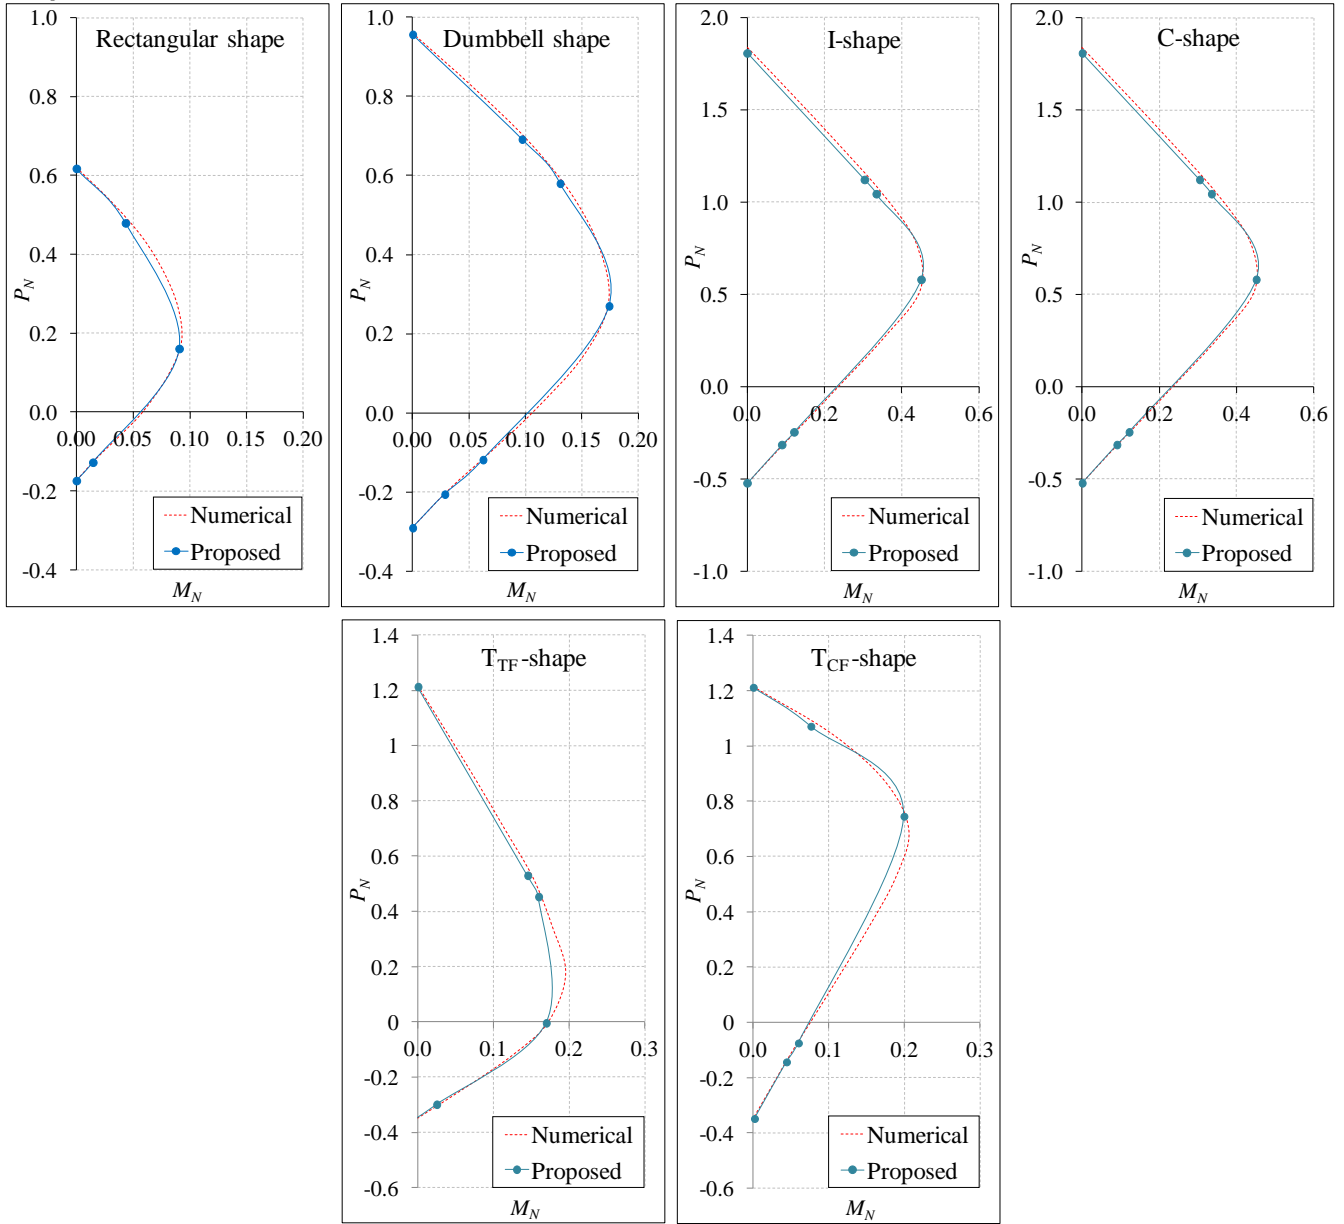 Rectangular shape
1.0
0.8
0.6
0.4
0.2
0.0
-0.2
-0.4
0.00 0.05 0.10 0.15 0.20
P_N
M_N
Numerical
Proposed
Dumbbell shape
1.0
0.8
0.6
0.4
0.2
0.0
-0.2
-0.4
0.00 0.05 0.10 0.15 0.20
P_N
M_N
Numerical
Proposed
I-shape
2.0
1.5
1.0
0.5
0.0
-0.5
-1.0
0.0 0.2 0.4 0.6
P_N
M_N
Numerical
Proposed
C-shape
2.0
1.5
1.0
0.5
0.0
-0.5
-1.0
0.0 0.2 0.4 0.6
P_N
M_N
Numerical
Proposed
T_TF-shape
1.4
1.2
1
0.8
0.6
0.4
0.2
0
-0.2
-0.4
-0.6
0.0 0.1 0.2 0.3
P_N
M_N
Numerical
Proposed
T_CF-shape
1.4
1.2
1
0.8
0.6
0.4
0.2
0
-0.2
-0.4
-0.6
0.0 0.1 0.2 0.3
P_N
M_N
Numerical
Proposed